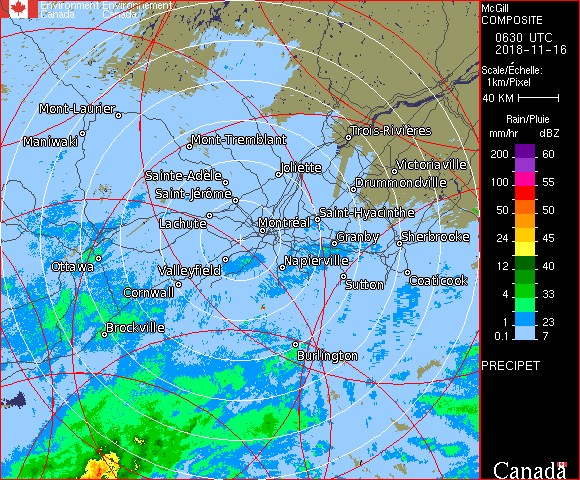 Environment Environnement
Canada Canada
McGill
COMPOSITE
0630 UTC
2018-11-16
Scale/Échelle:
1km/Pixel
40 KM
Rain/Pluie
mm/hr dBZ
200 60
100 55
50 50
24 45
12 40
4 33
1 23
0.1 7
PRECIPET
Canada
Mont-Laurier
Maniwaki
Mont-Tremblant
Trois-Rivières
Joliette
Victoriaville
Sainte-Adèle
Drummondville
Saint-Jérôme
Lachute
Montréal
Saint-Hyacinthe
Granby
Sherbrooke
Ottawa
Valleyfield
Napierville
Cornwall
Sutton
Coaticook
Brockville
Burlington